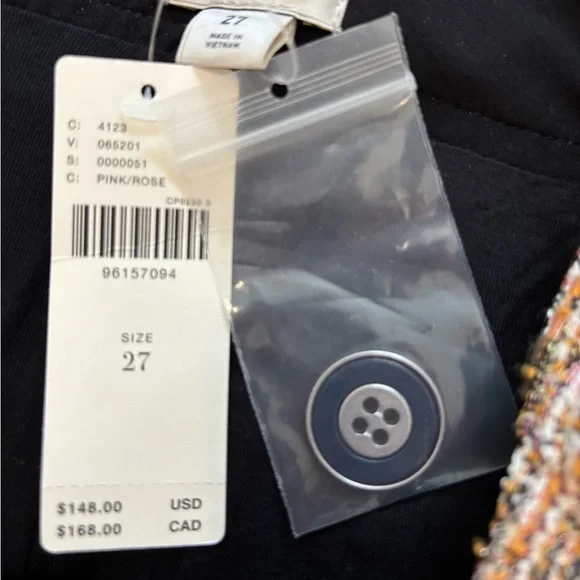 27
MADE IN
VIETNAM
C: 4123
V: 065201
S: 0000051
C: PINK/ROSE
96157094
SIZE
27
$148.00 USD
$168.00 CAD